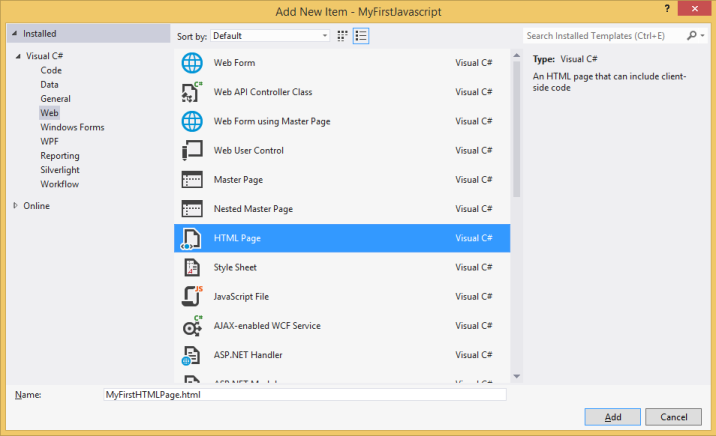 Add New Item - MyFirstJavascript
Installed
Sort by: Default
Search Installed Templates (Ctrl+E)
Visual C#
Code
Data
General
Web
Windows Forms
WPF
Reporting
Silverlight
Workflow
Online
Web Form Visual C#
Web API Controller Class Visual C#
Web Form using Master Page Visual C#
Web User Control Visual C#
Master Page Visual C#
Nested Master Page Visual C#
HTML Page Visual C#
Style Sheet Visual C#
JavaScript File Visual C#
AJAX-enabled WCF Service Visual C#
ASP.NET Handler Visual C#
Type: Visual C#
An HTML page that can include client-
side code
Name: MyFirstHTMLPage.html
Add Cancel